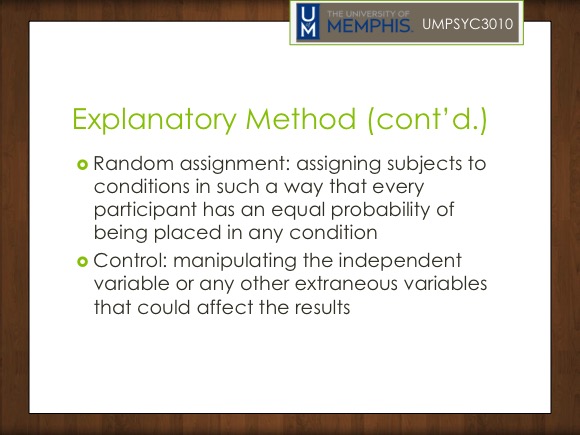 UM THE UNIVERSITY OF
MEMPHIS. UMPSYC3010
Explanatory Method (cont’d.)
Random assignment: assigning subjects to
conditions in such a way that every
participant has an equal probability of
being placed in any condition
Control: manipulating the independent
variable or any other extraneous variables
that could affect the results